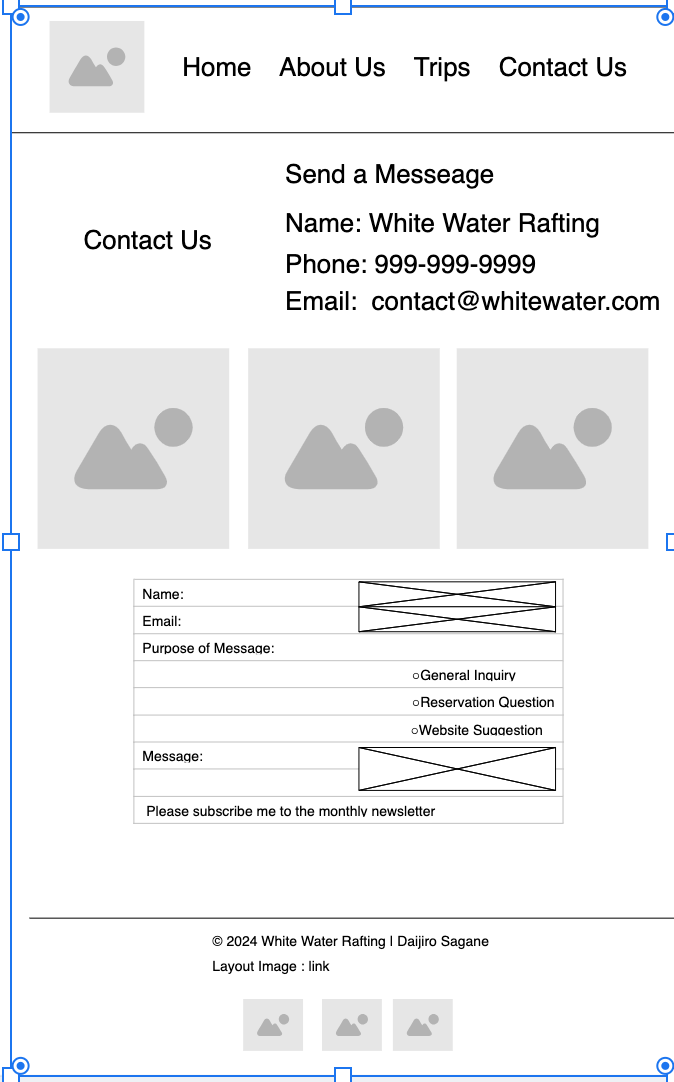 Home About Us Trips Contact Us
Contact Us
Send a Messeage
Name: White Water Rafting
Phone: 999-999-9999
Email: contact@whitewater.com
Name:
Email:
Purpose of Message:
○General Inquiry
○Reservation Question
○Website Suggestion
Message:
Please subscribe me to the monthly newsletter
© 2024 White Water Rafting | Daijiro Sagane
Layout Image : link